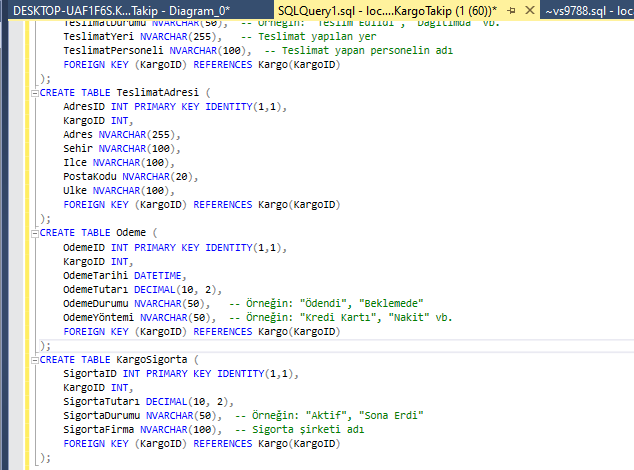 DESKTOP-UAF1F6S.K...Takip - Diagram_0*
SQLQuery1.sql - loc....KargoTakip (1 (60))*
~vs9788.sql - loc
TeslimatDurumu NVARCHAR(50), -- Örneğin: "Teslim Edildi", "Dağıtımda" vb.
TeslimatYeri NVARCHAR(255), -- Teslimat yapılan yer
TeslimatPersoneli NVARCHAR(100), -- Teslimat yapan personelin adı
FOREIGN KEY (KargoID) REFERENCES Kargo(KargoID)
);
CREATE TABLE TeslimatAdresi (
AdresID INT PRIMARY KEY IDENTITY(1,1),
KargoID INT,
Adres NVARCHAR(255),
Sehir NVARCHAR(100),
Ilce NVARCHAR(100),
PostaKodu NVARCHAR(20),
Ulke NVARCHAR(100),
FOREIGN KEY (KargoID) REFERENCES Kargo(KargoID)
);
CREATE TABLE Odeme (
OdemeID INT PRIMARY KEY IDENTITY(1,1),
KargoID INT,
OdemeTarihi DATETIME,
OdemeTutarı DECIMAL(10, 2),
OdemeDurumu NVARCHAR(50), -- Örneğin: "Ödendi", "Beklemede"
OdemeYöntemi NVARCHAR(50), -- Örneğin: "Kredi Kartı", "Nakit" vb.
FOREIGN KEY (KargoID) REFERENCES Kargo(KargoID)
);
CREATE TABLE KargoSigorta (
SigortaID INT PRIMARY KEY IDENTITY(1,1),
KargoID INT,
SigortaTutarı DECIMAL(10, 2),
SigortaDurumu NVARCHAR(50), -- Örneğin: "Aktif", "Sona Erdi"
SigortaFirma NVARCHAR(100), -- Sigorta şirketi adı
FOREIGN KEY (KargoID) REFERENCES Kargo(KargoID)
);